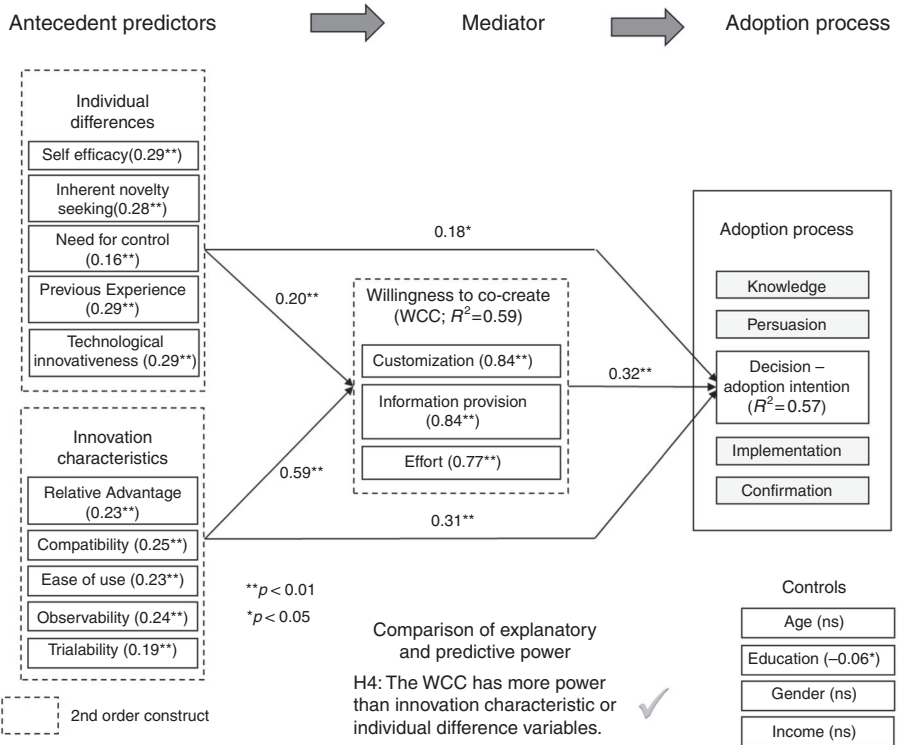 Antecedent predictors
Mediator
Adoption process
Individual
differences
Self efficacy(0.29**)
Inherent novelty
seeking(0.28**)
Need for control
(0.16**)
Previous Experience
(0.29**)
Technological
innovativeness (0.29**)
Innovation
characteristics
Relative Advantage
(0.23**)
Compatibility (0.25**)
Ease of use (0.23**)
Observability (0.24**)
Trialability (0.19**)
2nd order construct
0.18*
0.20**
0.59**
0.31**
Willingness to co-create
(WCC; R²=0.59)
Customization (0.84**)
Information provision
(0.84**)
Effort (0.77**)
0.32**
Adoption process
Knowledge
Persuasion
Decision –
adoption intention
(R²=0.57)
Implementation
Confirmation
**p < 0.01
*p < 0.05
Comparison of explanatory
and predictive power
H4: The WCC has more power
than innovation characteristic or
individual difference variables.
Controls
Age (ns)
Education (–0.06*)
Gender (ns)
Income (ns)